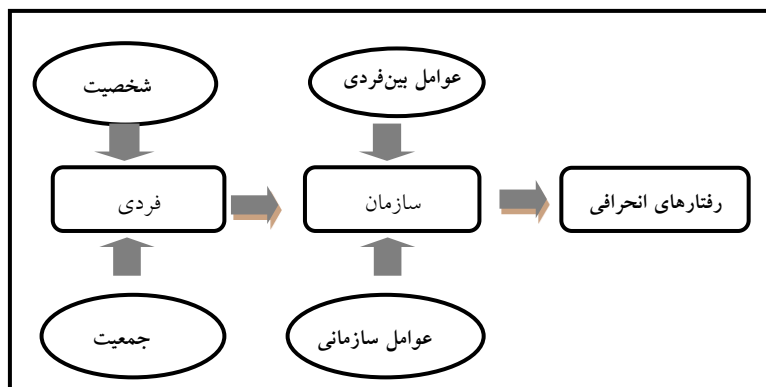 شخصیت
عوامل بین‌فردی
فردی
سازمان
رفتارهای انحرافی
جمعیت
عوامل سازمانی